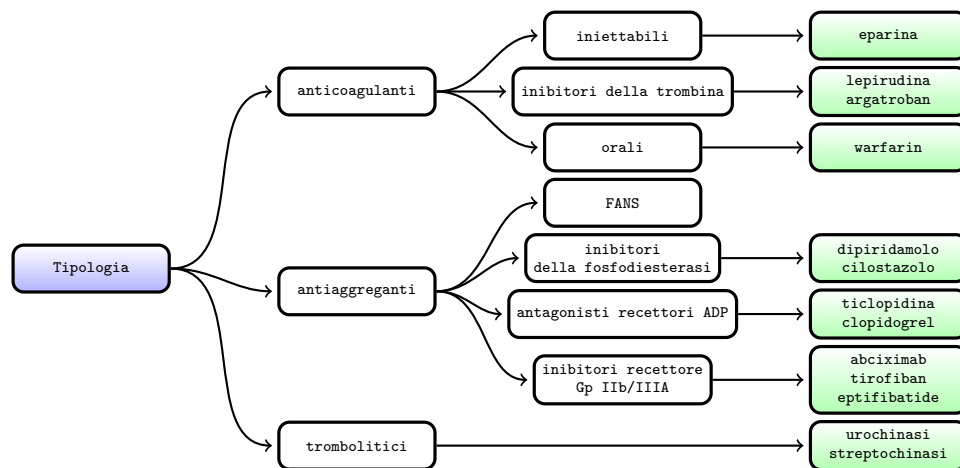 Tipologia
anticoagulanti
iniettabili
eparina
inibitori della trombina
lepirudina
argatroban
orali
warfarin
antiaggreganti
FANS
inibitori
della fosfodiesterasi
dipiridamolo
cilostazolo
antagonisti recettori ADP
ticlopidina
clopidogrel
inibitori recettore
Gp IIb/IIIA
abciximab
tirofiban
eptifibatide
trombolitici
urochinasi
streptochinasi